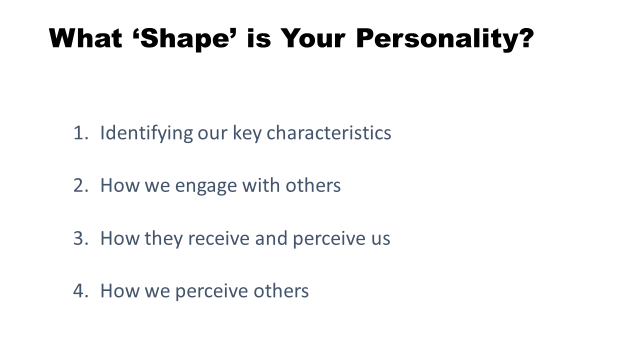 What ‘Shape’ is Your Personality?
1. Identifying our key characteristics
2. How we engage with others
3. How they receive and perceive us
4. How we perceive others